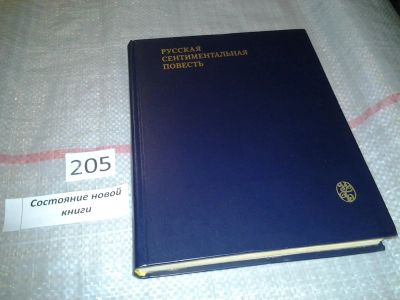 РУССКАЯ
СЕНТИМЕНТАЛЬНАЯ
ПОВЕСТЬ
205
Состояние новой
книги